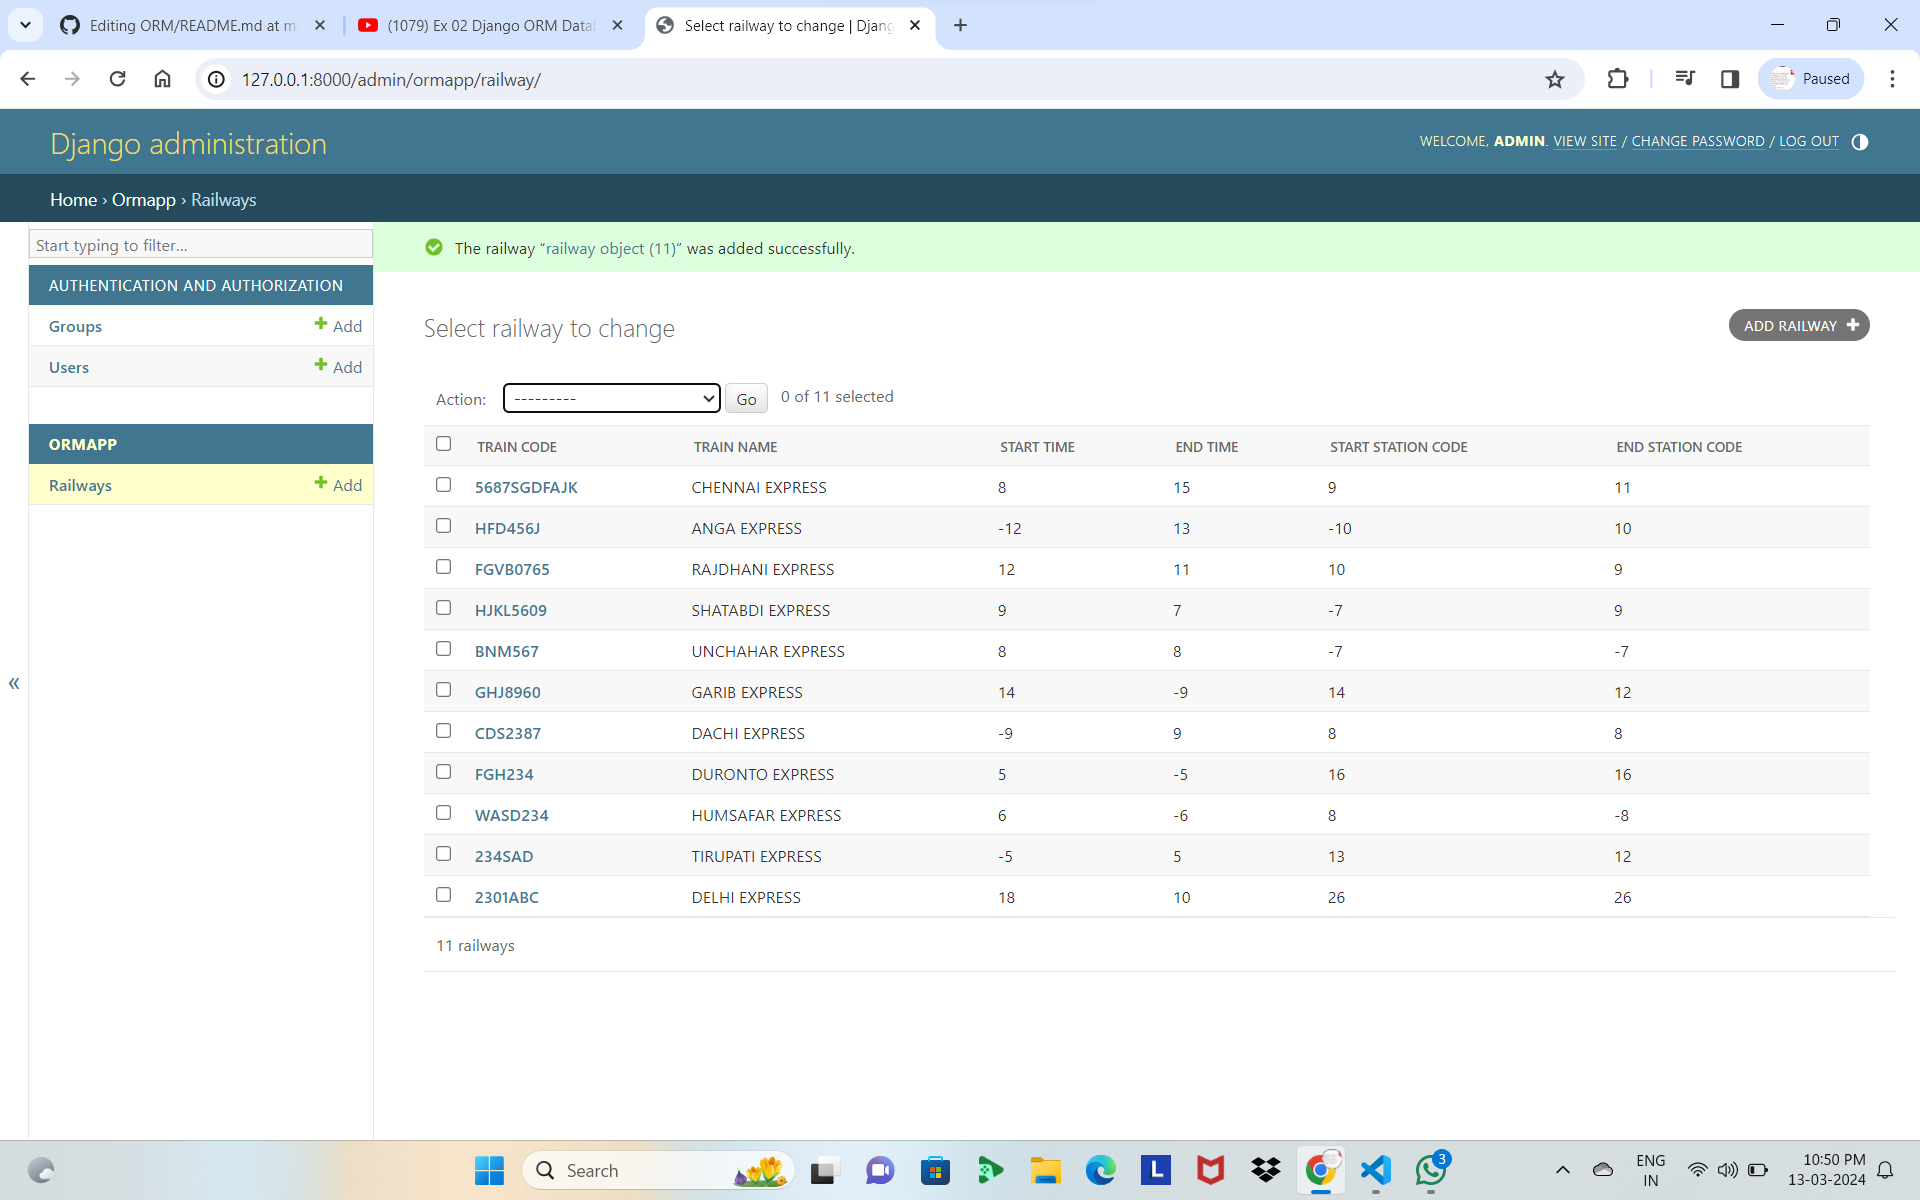 Editing ORM/README.md at m
(1079) Ex 02 Django ORM Data
Select railway to change | Djang
127.0.0.1:8000/admin/ormapp/railway/
Paused
Django administration
WELCOME, ADMIN. VIEW SITE / CHANGE PASSWORD / LOG OUT
Home › Ormapp › Railways
Start typing to filter...
The railway “railway object (11)” was added successfully.
AUTHENTICATION AND AUTHORIZATION
Groups Add
Users Add
ORMAPP
Railways Add
Select railway to change
ADD RAILWAY
Action: --------- Go 0 of 11 selected
TRAIN CODE TRAIN NAME START TIME END TIME START STATION CODE END STATION CODE
5687SGDFAJK CHENNAI EXPRESS 8 15 9 11
HFD456J ANGA EXPRESS -12 13 -10 10
FGVB0765 RAJDHANI EXPRESS 12 11 10 9
HJKL5609 SHATABDI EXPRESS 9 7 -7 9
BNM567 UNCHAHAR EXPRESS 8 8 -7 -7
GHJ8960 GARIB EXPRESS 14 -9 14 12
CDS2387 DACHI EXPRESS -9 9 8 8
FGH234 DURONTO EXPRESS 5 -5 16 16
WASD234 HUMSAFAR EXPRESS 6 -6 8 -8
234SAD TIRUPATI EXPRESS -5 5 13 12
2301ABC DELHI EXPRESS 18 10 26 26
11 railways
«
Search
L
3
ENG
IN
10:50 PM
13-03-2024